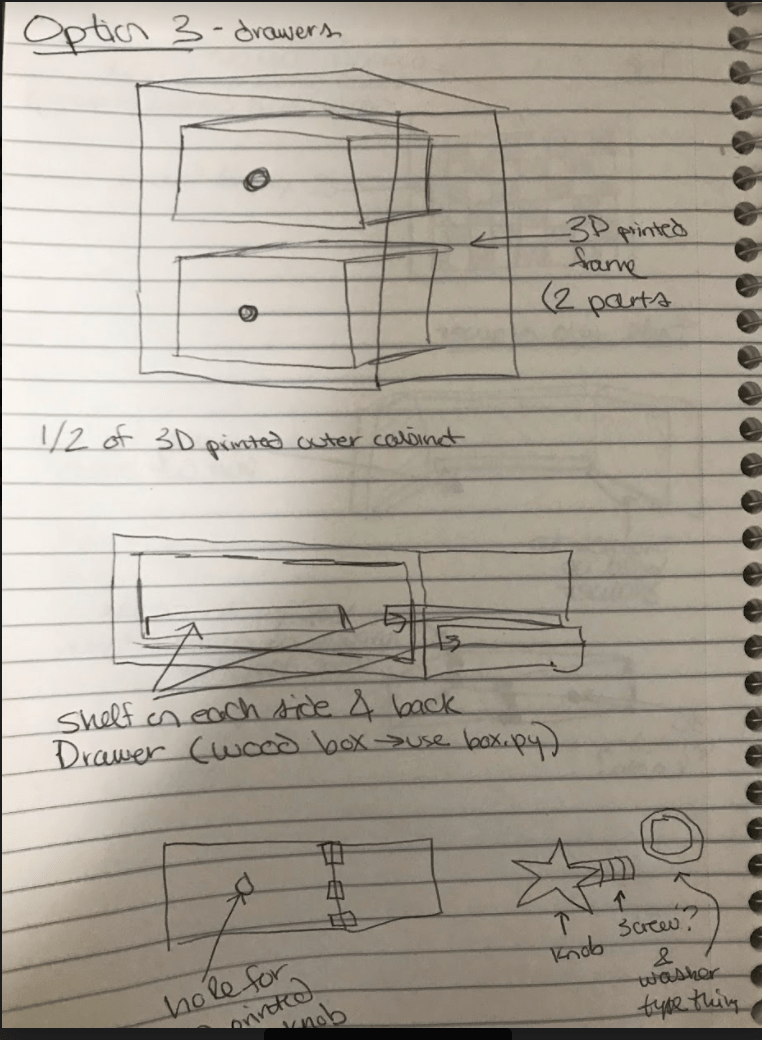 Option 3 - drawers
3D printed
frame
(2 parts
1/2 of 3D printed outer cabinet
Shelf on each side & back
Drawer (wood box → use box.py)
knob
Screw?
&
washer
type thing
hole for
printed
knob